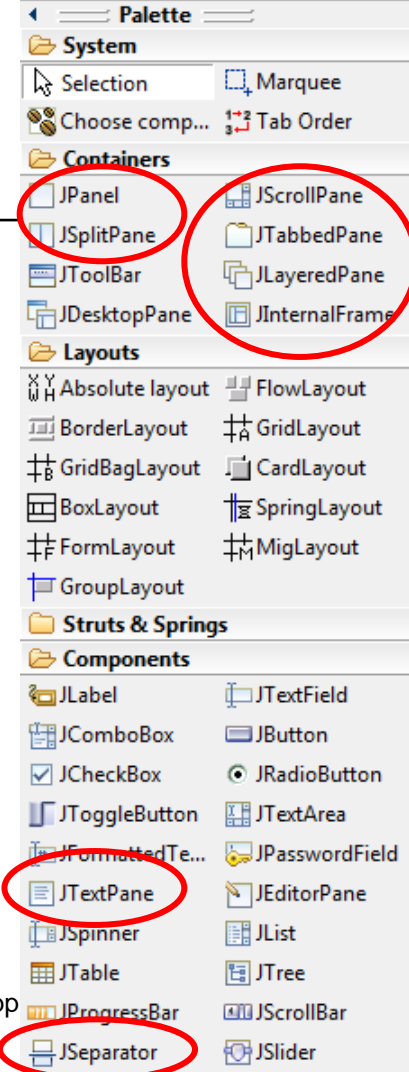 Palette
System
Selection Marquee
Choose comp... Tab Order
Containers
JPanel JScrollPane
JSplitPane JTabbedPane
JToolBar JLayeredPane
JDesktopPane JInternalFrame
Layouts
Absolute layout FlowLayout
BorderLayout GridLayout
GridBagLayout CardLayout
BoxLayout SpringLayout
FormLayout MigLayout
GroupLayout
Struts & Springs
Components
JLabel JTextField
JComboBox JButton
JCheckBox JRadioButton
JToggleButton JTextArea
JFormattedTe... JPasswordField
JTextPane JEditorPane
JSpinner JList
JTable JTree
op JProgressBar JScrollBar
JSeparator JSlider